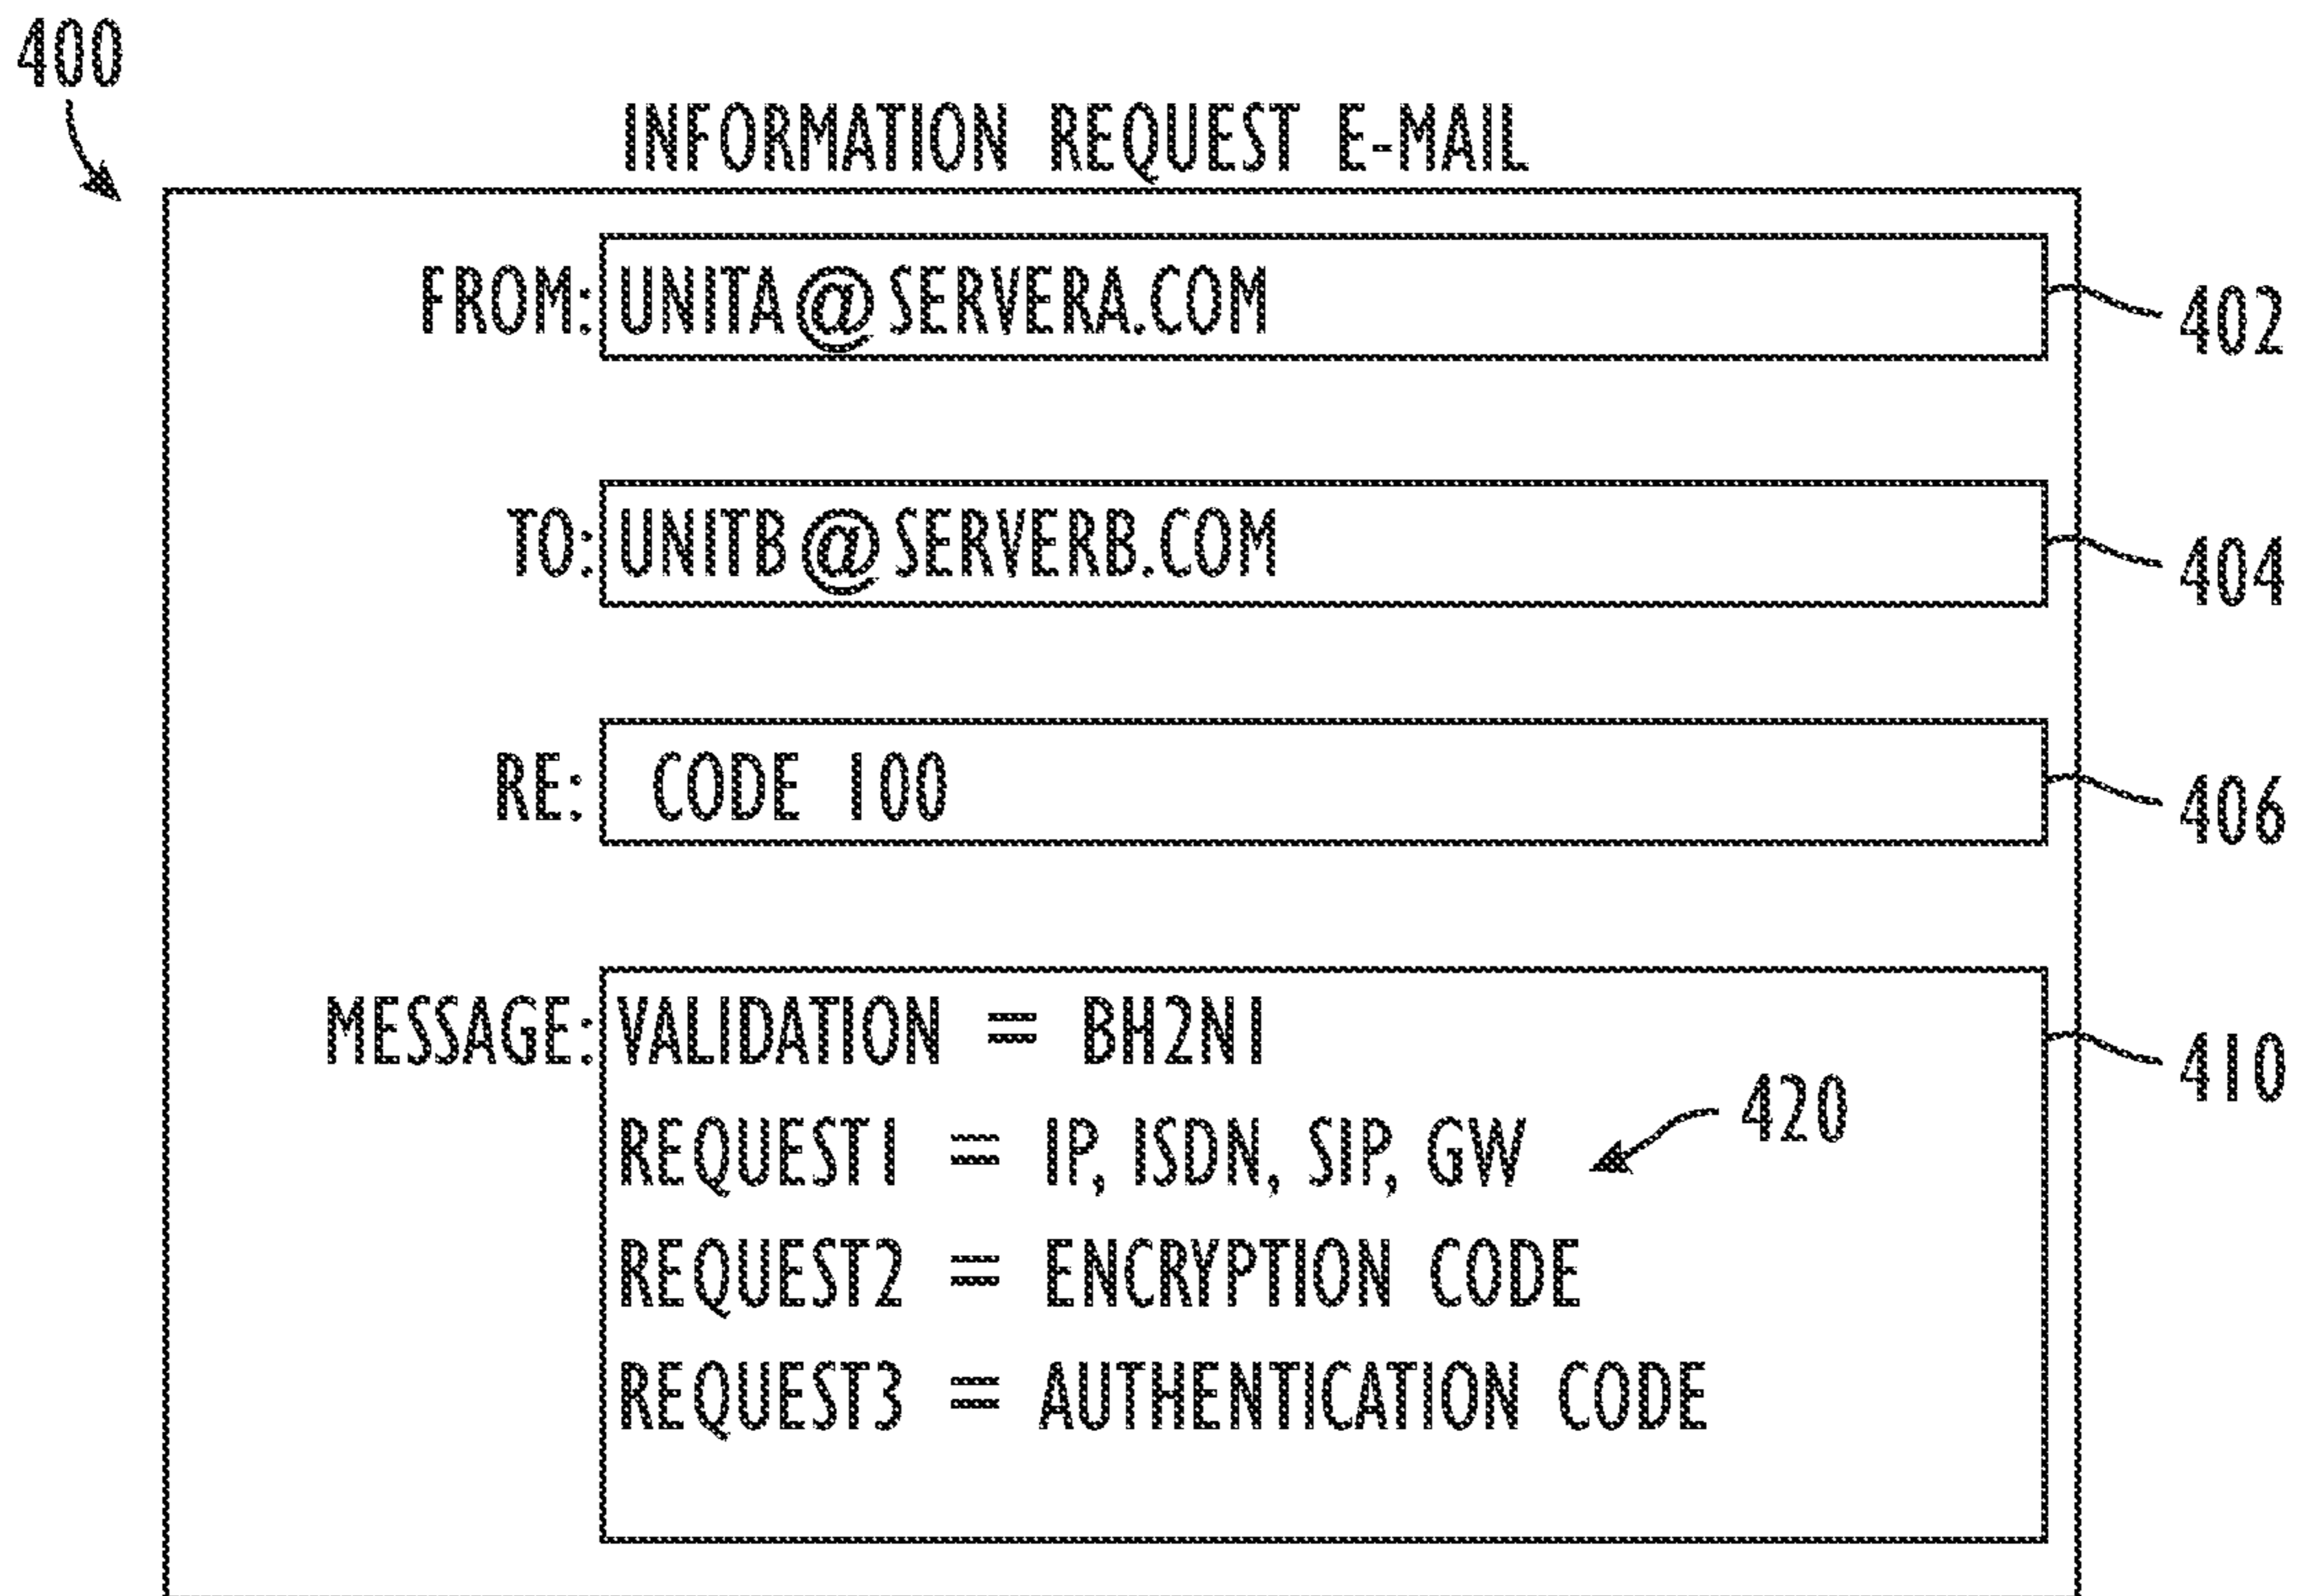 400
INFORMATION REQUEST E-MAIL
FROM: UNITA@SERVERA.COM
402
TO: UNITB@SERVERB.COM
404
RE: CODE 100
406
MESSAGE: VALIDATION = BH2N1
410
420
REQUEST1 = IP, ISDN, SIP, GW
REQUEST2 = ENCRYPTION CODE
REQUEST3 = AUTHENTICATION CODE